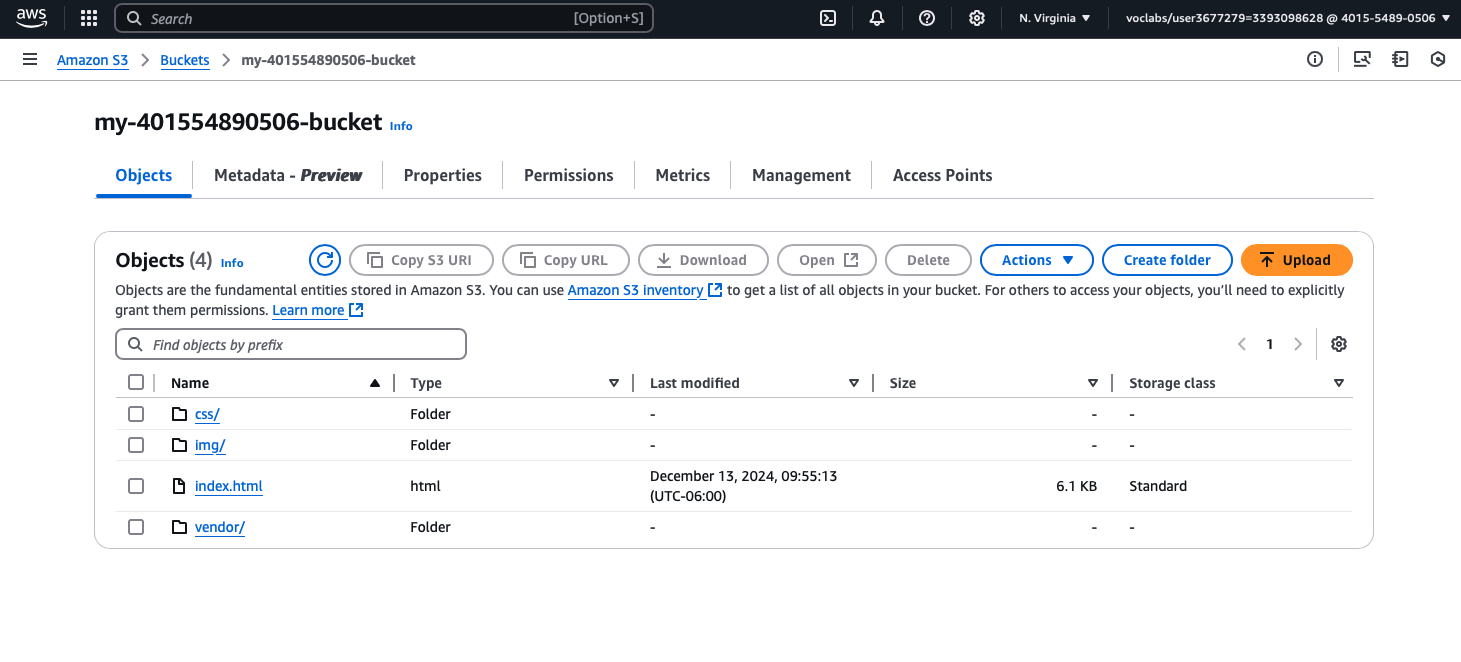 aws Search [Option+S] N. Virginia voclabs/user3677279=3393098628 @ 4015-5489-0506
Amazon S3 Buckets my-401554890506-bucket
my-401554890506-bucket Info
Objects Metadata - Preview Properties Permissions Metrics Management Access Points
Objects (4) Info Copy S3 URI Copy URL Download Open Delete Actions Create folder Upload
Objects are the fundamental entities stored in Amazon S3. You can use Amazon S3 inventory to get a list of all objects in your bucket. For others to access your objects, you'll need to explicitly
grant them permissions. Learn more
Find objects by prefix 1
Name Type Last modified Size Storage class
css/ Folder - - -
img/ Folder - - -
index.html html December 13, 2024, 09:55:13 6.1 KB Standard
(UTC-06:00)
vendor/ Folder - - -